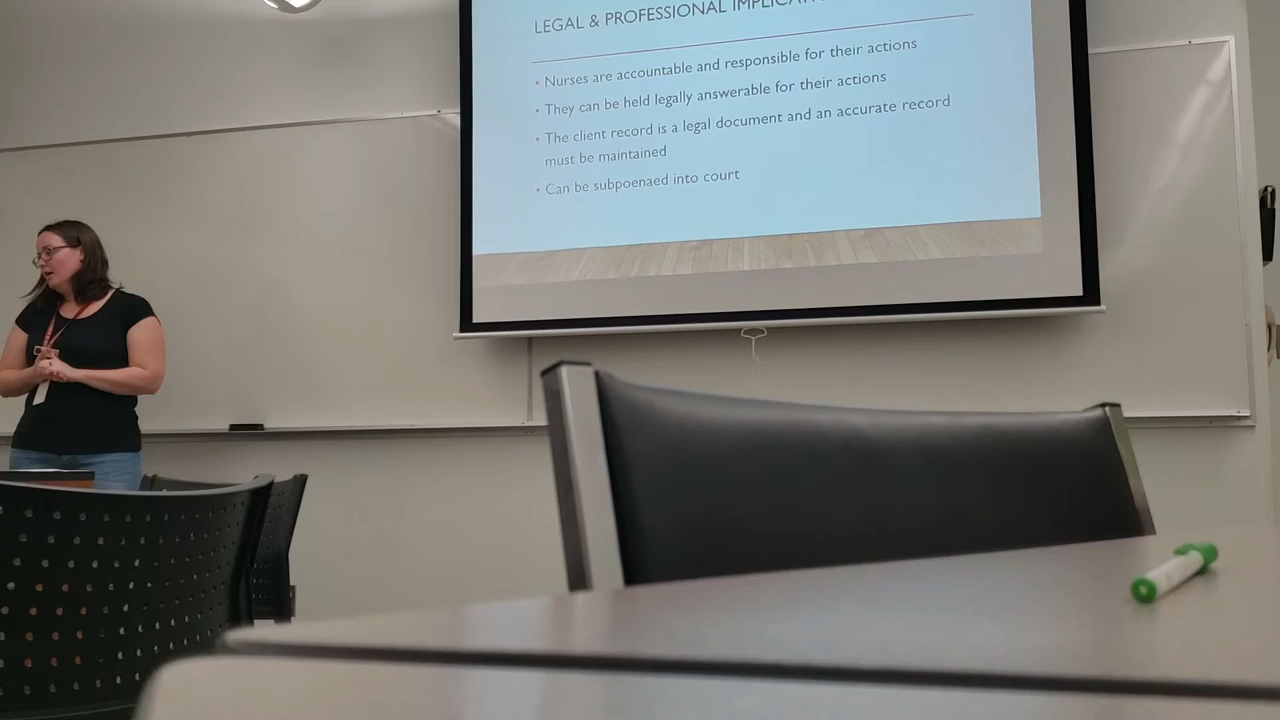 LEGAL & PROFESSIONAL
• Nurses are accountable and responsible for their actions
• They can be held legally answerable for their actions
• The client record is a legal document and an accurate record
must be maintained
• Can be subpoenaed into court